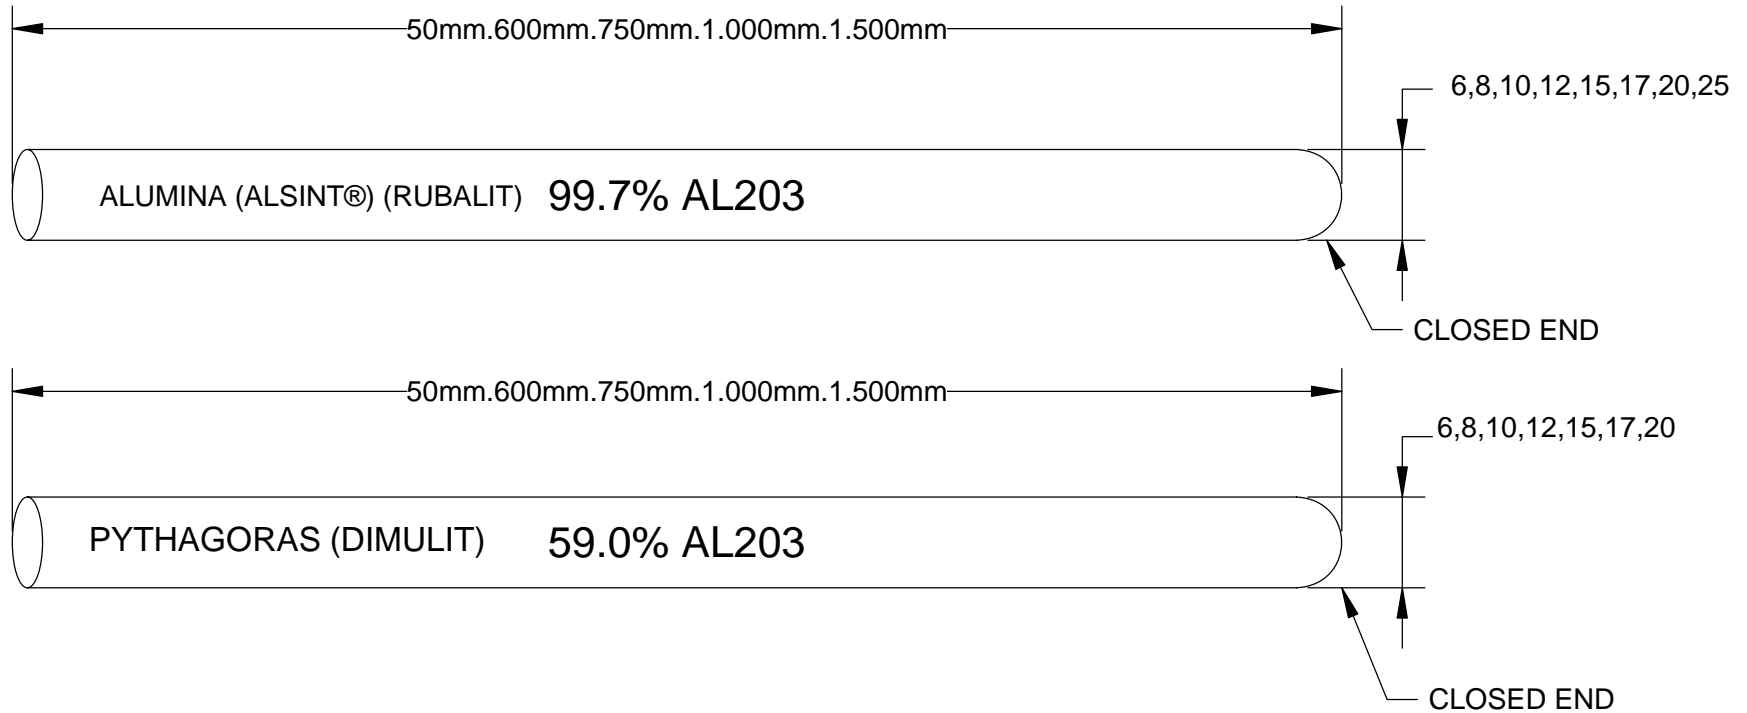 50mm.600mm.750mm.1.000mm.1.500mm
6,8,10,12,15,17,20,25
ALUMINA (ALSINT®) (RUBALIT) 99.7% AL203
CLOSED END
50mm.600mm.750mm.1.000mm.1.500mm
6,8,10,12,15,17,20
PYTHAGORAS (DIMULIT) 59.0% AL203
CLOSED END